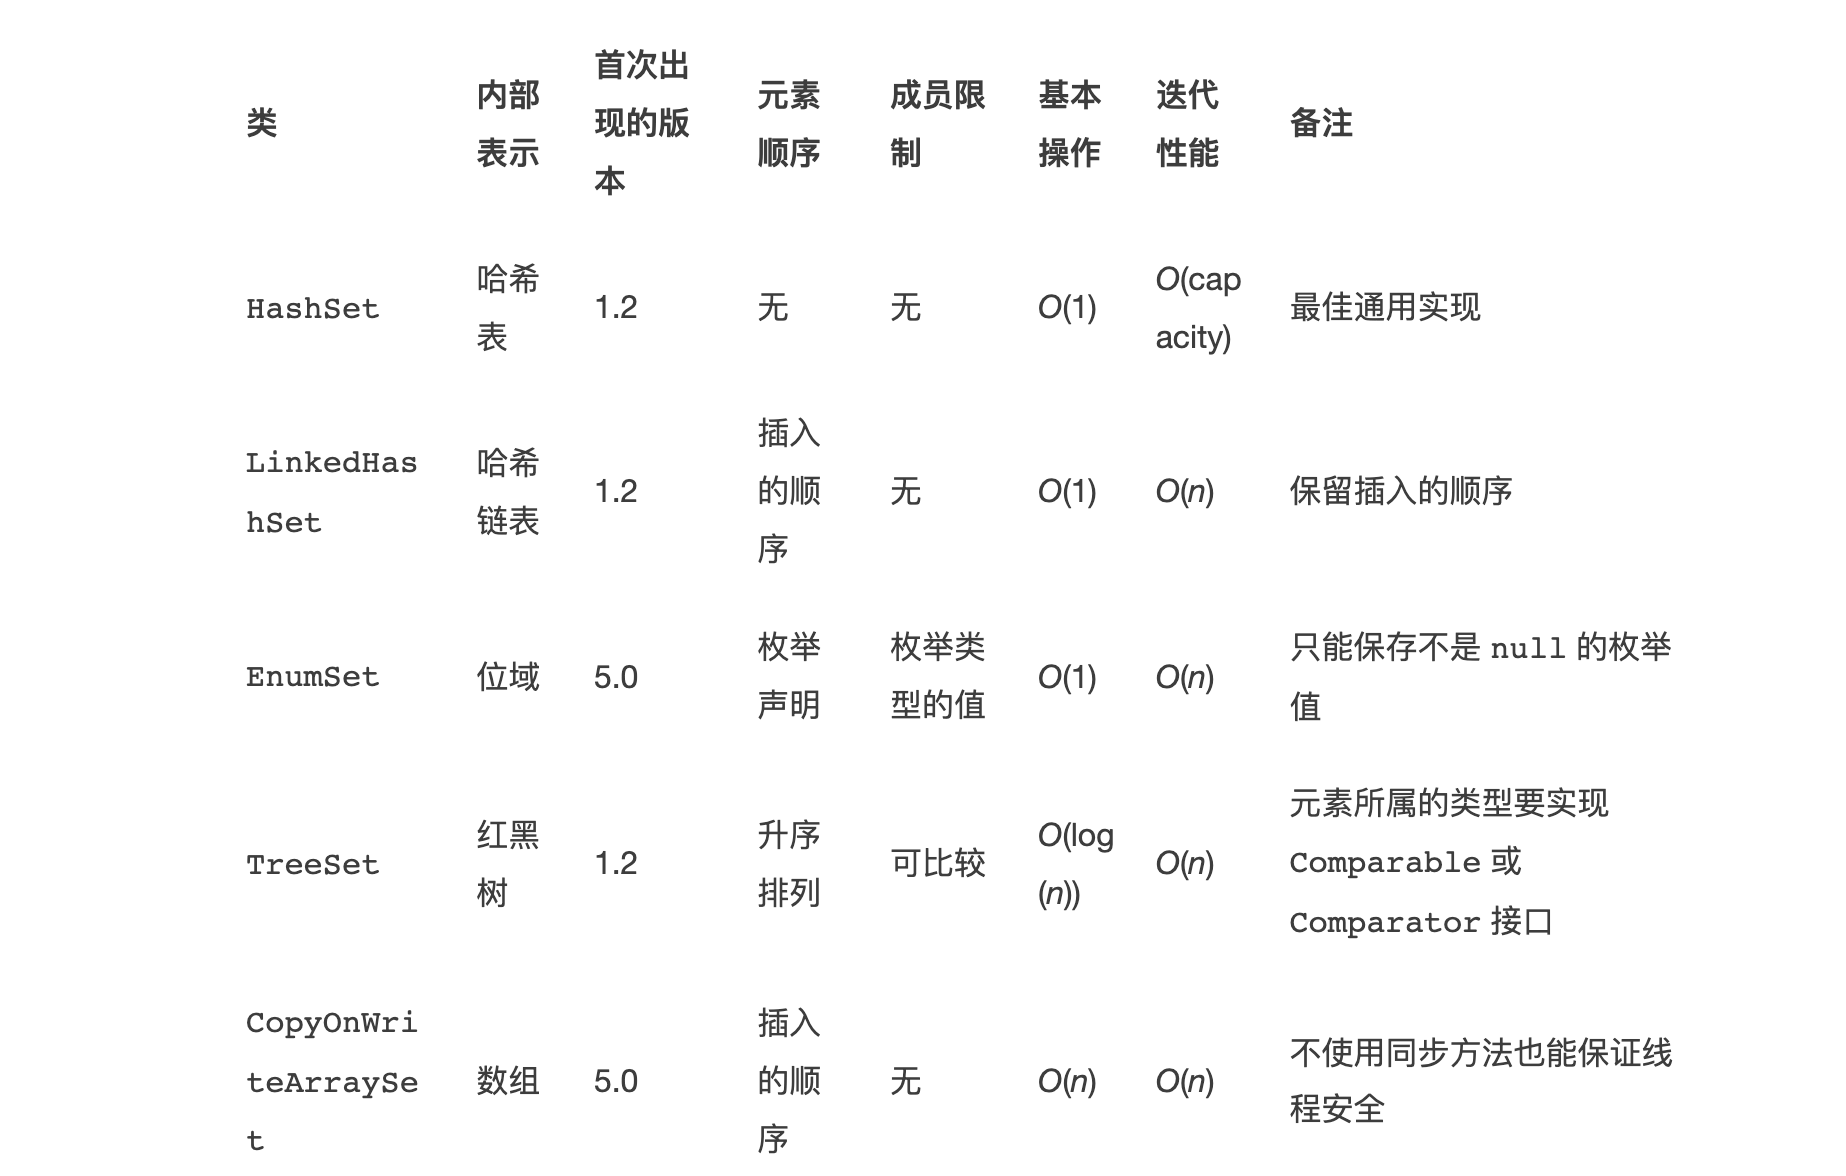 类
内部
表示
首次出
现的版
本
元素
顺序
成员限
制
基本
操作
迭代
性能
备注
HashSet
哈希
表
1.2
无
无
O(1)
O(cap
acity)
最佳通用实现
LinkedHas
hSet
哈希
链表
1.2
插入
的顺
序
无
O(1)
O(n)
保留插入的顺序
EnumSet
位域
5.0
枚举
声明
枚举类
型的值
O(1)
O(n)
只能保存不是 null 的枚举
值
TreeSet
红黑
树
1.2
升序
排列
可比较
O(log
(n))
O(n)
元素所属的类型要实现
Comparable 或
Comparator 接口
CopyOnWri
teArraySe
t
数组
5.0
插入
的顺
序
无
O(n)
O(n)
不使用同步方法也能保证线
程安全